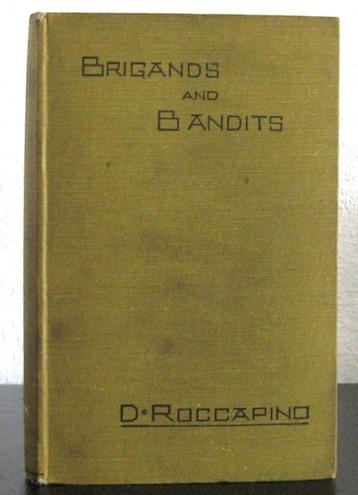 BRIGANDS
AND
BANDITS
D• ROCCAPINO